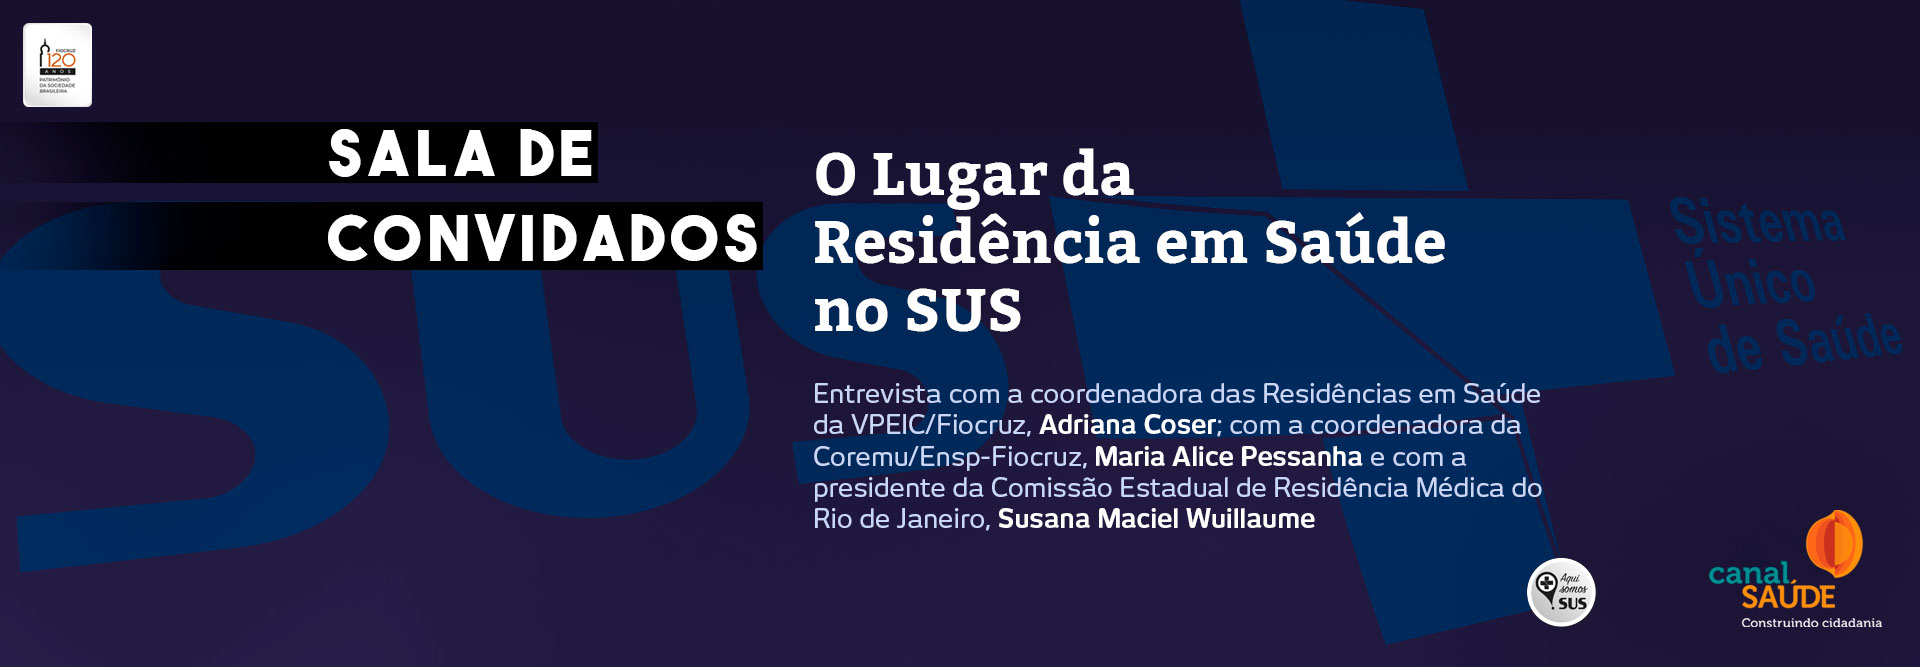 FIOCRUZ
120
ANOS
PATRIMÔNIO
DA SOCIEDADE
BRASILEIRA
SALA DE
CONVIDADOS
O Lugar da
Residência em Saúde
no SUS
Entrevista com a coordenadora das Residências em Saúde
da VPEIC/Fiocruz, Adriana Coser; com a coordenadora da
Coremu/Ensp-Fiocruz, Maria Alice Pessanha e com a
presidente da Comissão Estadual de Residência Médica do
Rio de Janeiro, Susana Maciel Wuillaume
SUS
Sistema
Único
de Saúde
Aqui
somos
SUS
canal
SAÚDE
Construindo cidadania